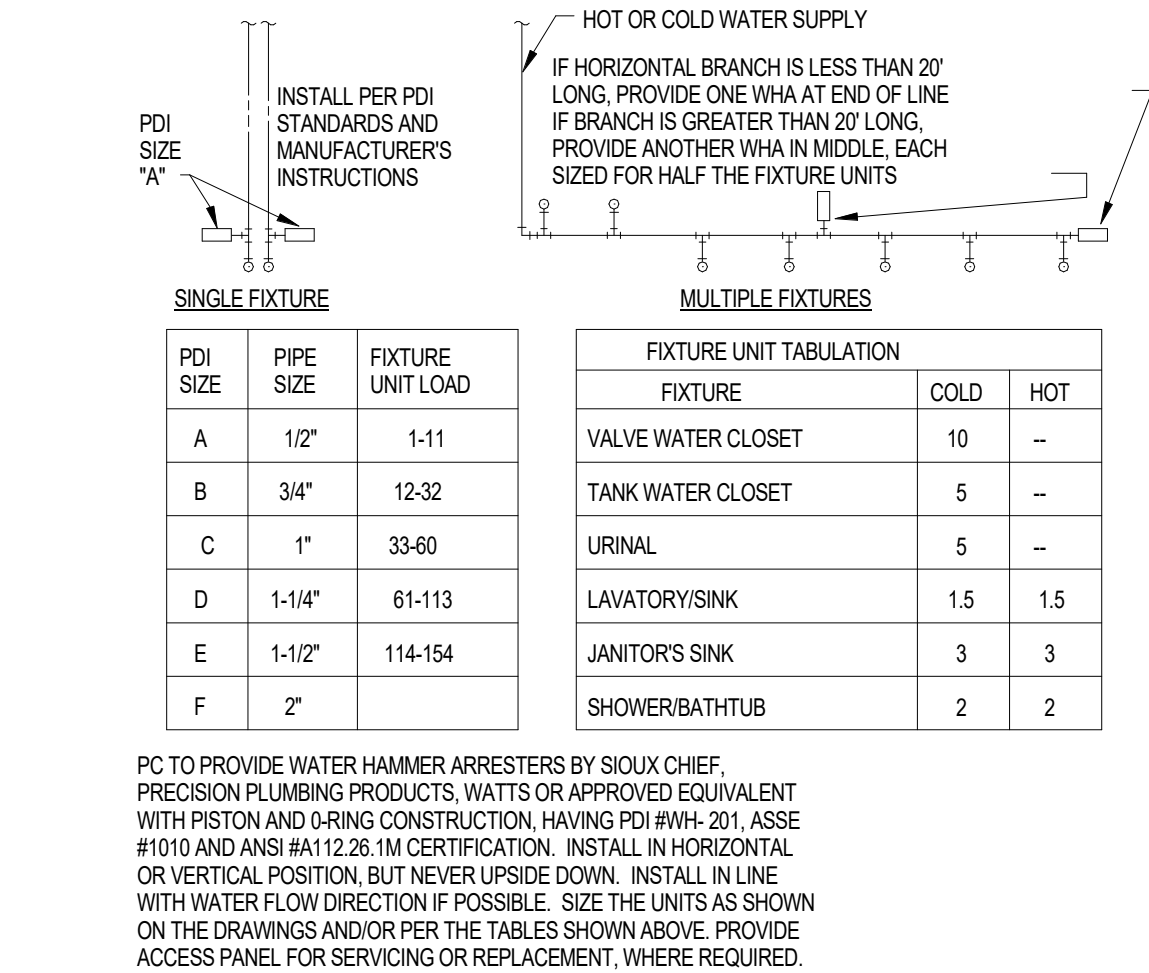 HOT OR COLD WATER SUPPLY
IF HORIZONTAL BRANCH IS LESS THAN 20'
LONG, PROVIDE ONE WHA AT END OF LINE
IF BRANCH IS GREATER THAN 20' LONG,
PROVIDE ANOTHER WHA IN MIDDLE, EACH
SIZED FOR HALF THE FIXTURE UNITS
INSTALL PER PDI
STANDARDS AND
MANUFACTURER'S
INSTRUCTIONS
PDI
SIZE
"A"
SINGLE FIXTURE
MULTIPLE FIXTURES
PDI SIZE PIPE SIZE FIXTURE UNIT LOAD
A 1/2" 1-11
B 3/4" 12-32
C 1" 33-60
D 1-1/4" 61-113
E 1-1/2" 114-154
F 2"
FIXTURE UNIT TABULATION
FIXTURE COLD HOT
VALVE WATER CLOSET 10 --
TANK WATER CLOSET 5 --
URINAL 5 --
LAVATORY/SINK 1.5 1.5
JANITOR'S SINK 3 3
SHOWER/BATHTUB 2 2
PC TO PROVIDE WATER HAMMER ARRESTERS BY SIOUX CHIEF,
PRECISION PLUMBING PRODUCTS, WATTS OR APPROVED EQUIVALENT
WITH PISTON AND 0-RING CONSTRUCTION, HAVING PDI #WH- 201, ASSE
#1010 AND ANSI #A112.26.1M CERTIFICATION.  INSTALL IN HORIZONTAL
OR VERTICAL POSITION, BUT NEVER UPSIDE DOWN.  INSTALL IN LINE
WITH WATER FLOW DIRECTION IF POSSIBLE.  SIZE THE UNITS AS SHOWN
ON THE DRAWINGS AND/OR PER THE TABLES SHOWN ABOVE. PROVIDE
ACCESS PANEL FOR SERVICING OR REPLACEMENT, WHERE REQUIRED.